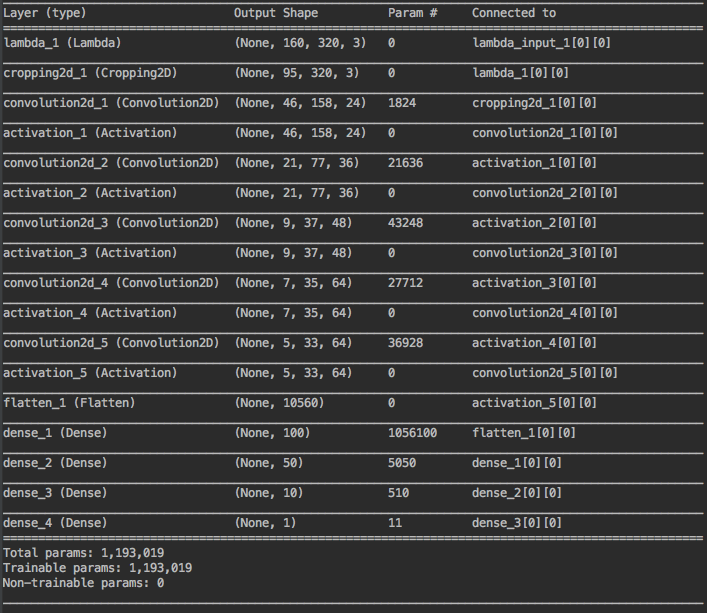 Layer (type) Output Shape Param # Connected to
lambda_1 (Lambda) (None, 160, 320, 3) 0 lambda_input_1[0][0]
cropping2d_1 (Cropping2D) (None, 95, 320, 3) 0 lambda_1[0][0]
convolution2d_1 (Convolution2D) (None, 46, 158, 24) 1824 cropping2d_1[0][0]
activation_1 (Activation) (None, 46, 158, 24) 0 convolution2d_1[0][0]
convolution2d_2 (Convolution2D) (None, 21, 77, 36) 21636 activation_1[0][0]
activation_2 (Activation) (None, 21, 77, 36) 0 convolution2d_2[0][0]
convolution2d_3 (Convolution2D) (None, 9, 37, 48) 43248 activation_2[0][0]
activation_3 (Activation) (None, 9, 37, 48) 0 convolution2d_3[0][0]
convolution2d_4 (Convolution2D) (None, 7, 35, 64) 27712 activation_3[0][0]
activation_4 (Activation) (None, 7, 35, 64) 0 convolution2d_4[0][0]
convolution2d_5 (Convolution2D) (None, 5, 33, 64) 36928 activation_4[0][0]
activation_5 (Activation) (None, 5, 33, 64) 0 convolution2d_5[0][0]
flatten_1 (Flatten) (None, 10560) 0 activation_5[0][0]
dense_1 (Dense) (None, 100) 1056100 flatten_1[0][0]
dense_2 (Dense) (None, 50) 5050 dense_1[0][0]
dense_3 (Dense) (None, 10) 510 dense_2[0][0]
dense_4 (Dense) (None, 1) 11 dense_3[0][0]
Total params: 1,193,019
Trainable params: 1,193,019
Non-trainable params: 0